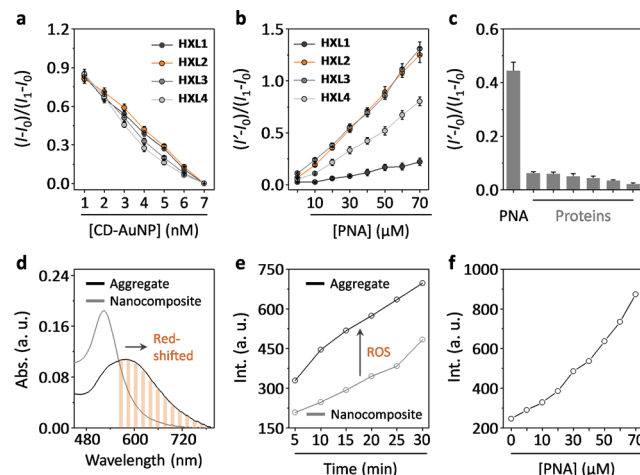 a
(I-I0)/(I1-I0)
1.2
0.9
0.6
0.3
0.0
HXL1
HXL2
HXL3
HXL4
1 2 3 4 5 6 7
[CD-AuNP] (nM)
b
(I'-I0)/(I1-I0)
1.5
1.0
0.5
0.0
HXL1
HXL2
HXL3
HXL4
10 30 50 70
[PNA] (μM)
c
(I'-I0)/(I1-I0)
0.6
0.4
0.2
0.0
PNA Proteins
d
Abs. (a. u.)
0.24
0.16
0.08
0.00
Aggregate
Nanocomposite
Red-
shifted
480 600 720
Wavelength (nm)
e
Int. (a. u.)
750
600
450
300
150
Aggregate
ROS
Nanocomposite
5 10 15 20 25 30
Time (min)
f
Int. (a. u.)
1000
800
600
400
200
0 10 30 50 70
[PNA] (μM)